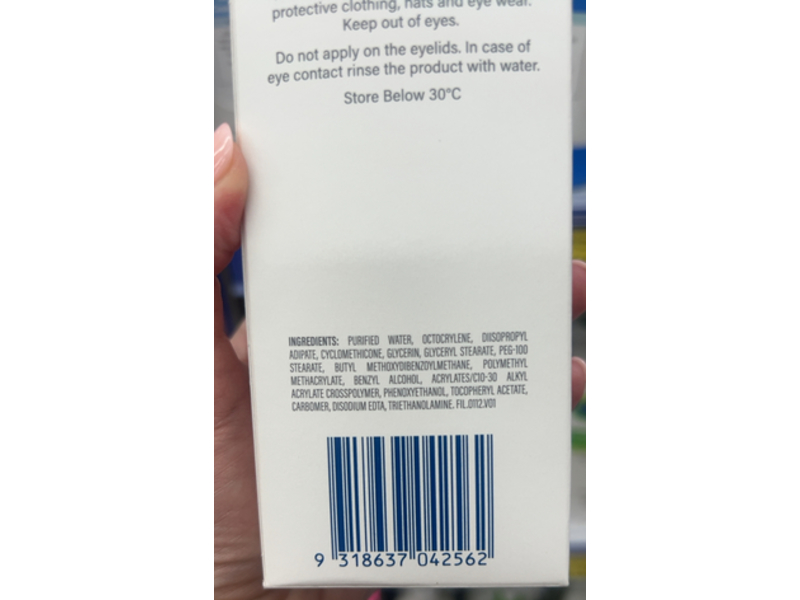 protective clothing, hats and eye wear.
Keep out of eyes.
Do not apply on the eyelids. In case of
eye contact rinse the product with water.
Store Below 30°C
INGREDIENTS: PURIFIED WATER, OCTOCRYLENE, DIISOPROPYL
ADIPATE, CYCLOMETHICONE, GLYCERIN, GLYCERYL STEARATE, PEG-100
STEARATE, BUTYL METHOXYDIBENZOYLMETHANE, POLYMETHYL
METHACRYLATE, BENZYL ALCOHOL, ACRYLATES/C10-30 ALKYL
ACRYLATE CROSSPOLYMER, PHENOXYETHANOL, TOCOPHERYL ACETATE,
CARBOMER, DISODIUM EDTA, TRIETHANOLAMINE. FIL.0112.V01
9 318637 042562